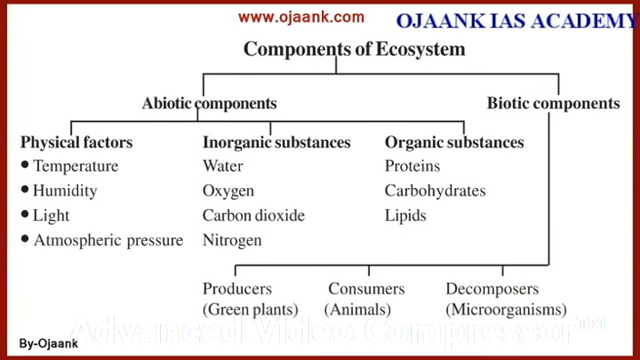 www.ojaank.com
OJAANK IAS ACADEMY
Components of Ecosystem
Abiotic components
Biotic components
Physical factors
• Temperature
• Humidity
• Light
• Atmospheric pressure
Inorganic substances
Water
Oxygen
Carbon dioxide
Nitrogen
Organic substances
Proteins
Carbohydrates
Lipids
Producers
(Green plants)
Consumers
(Animals)
Decomposers
(Microorganisms)
Advanced Video Compressor™
By-Ojaank